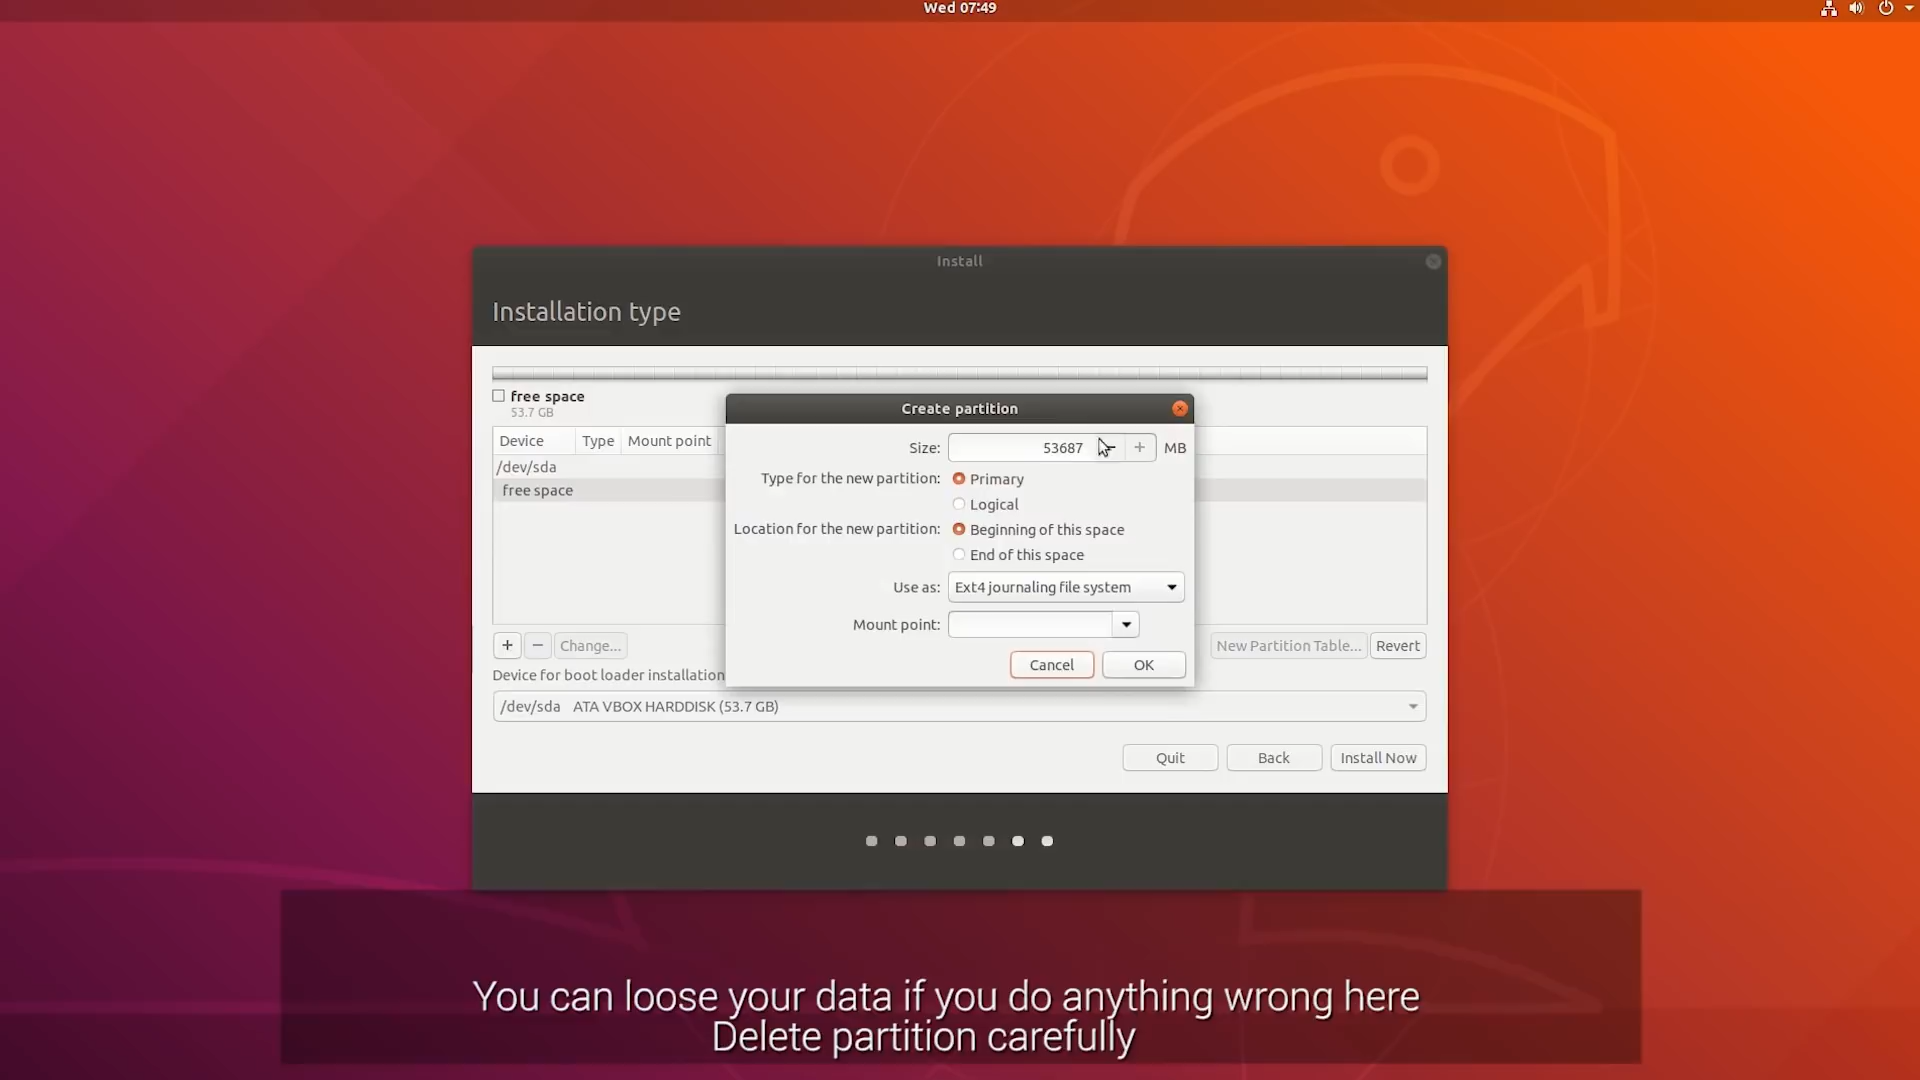 Wed 07:49
Install
Installation type
free space
53.7 GB
Device Type Mount point
/dev/sda
free space
Create partition
Size: 53687 MB
Type for the new partition: Primary
Logical
Location for the new partition: Beginning of this space
End of this space
Use as: Ext4 journaling file system
Mount point:
Cancel OK
+ − Change... New Partition Table... Revert
Device for boot loader installation
/dev/sda ATA VBOX HARDDISK (53.7 GB)
Quit Back Install Now
You can loose your data if you do anything wrong here
Delete partition carefully